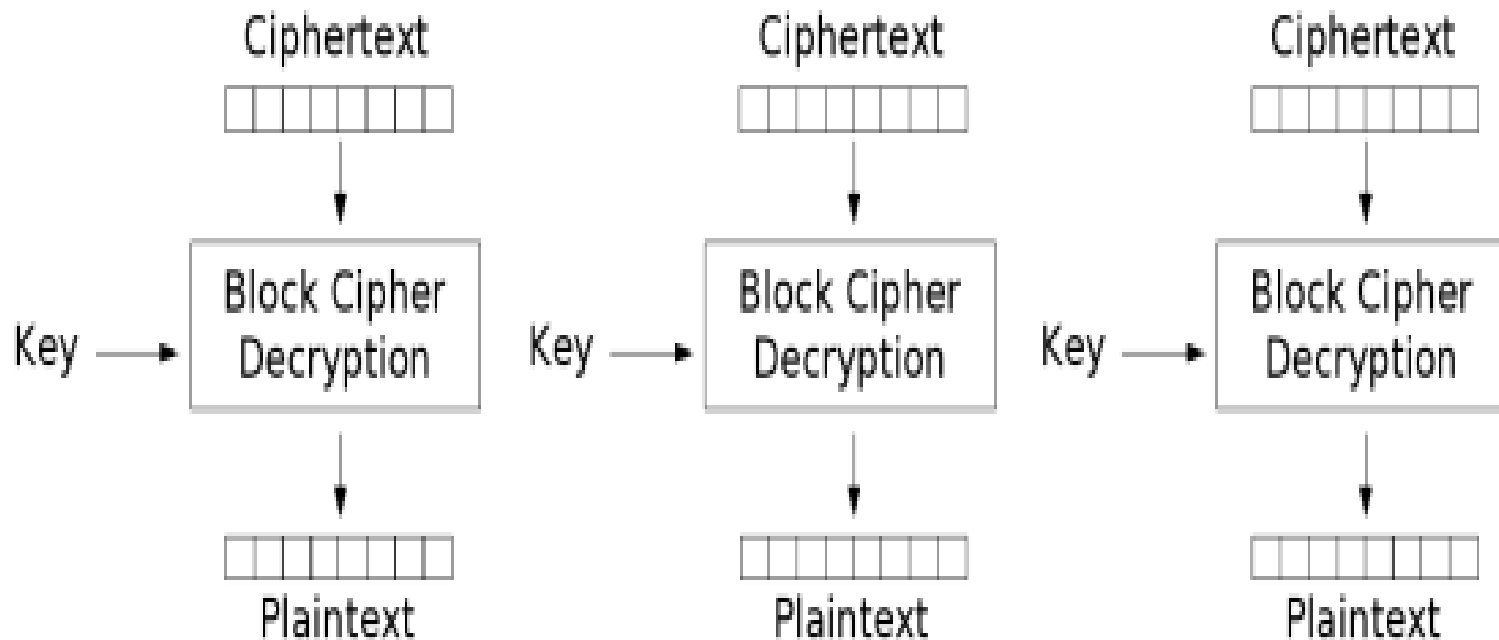 Ciphertext Ciphertext Ciphertext
Block Cipher Block Cipher Block Cipher
Key Decryption Key Decryption Key Decryption
Plaintext Plaintext Plaintext